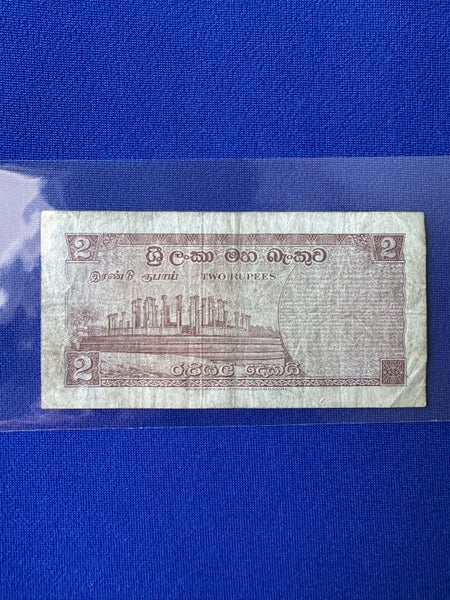 2 ශ්‍රී ලංකා මහ බැංකුව 2
இரண்டு ரூபாய் TWO RUPEES
2 රුපියල් දෙකයි